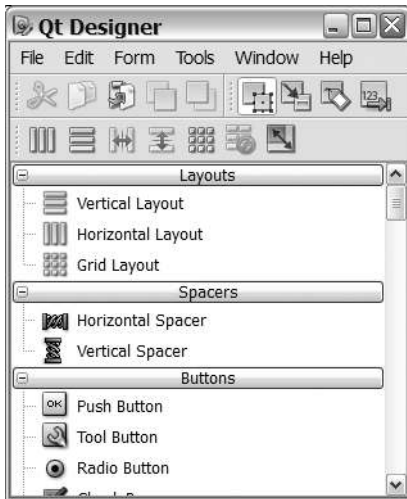 Qt Designer
File Edit Form Tools Window Help
123
Layouts
Vertical Layout
Horizontal Layout
Grid Layout
Spacers
Horizontal Spacer
Vertical Spacer
Buttons
OK Push Button
Tool Button
Radio Button